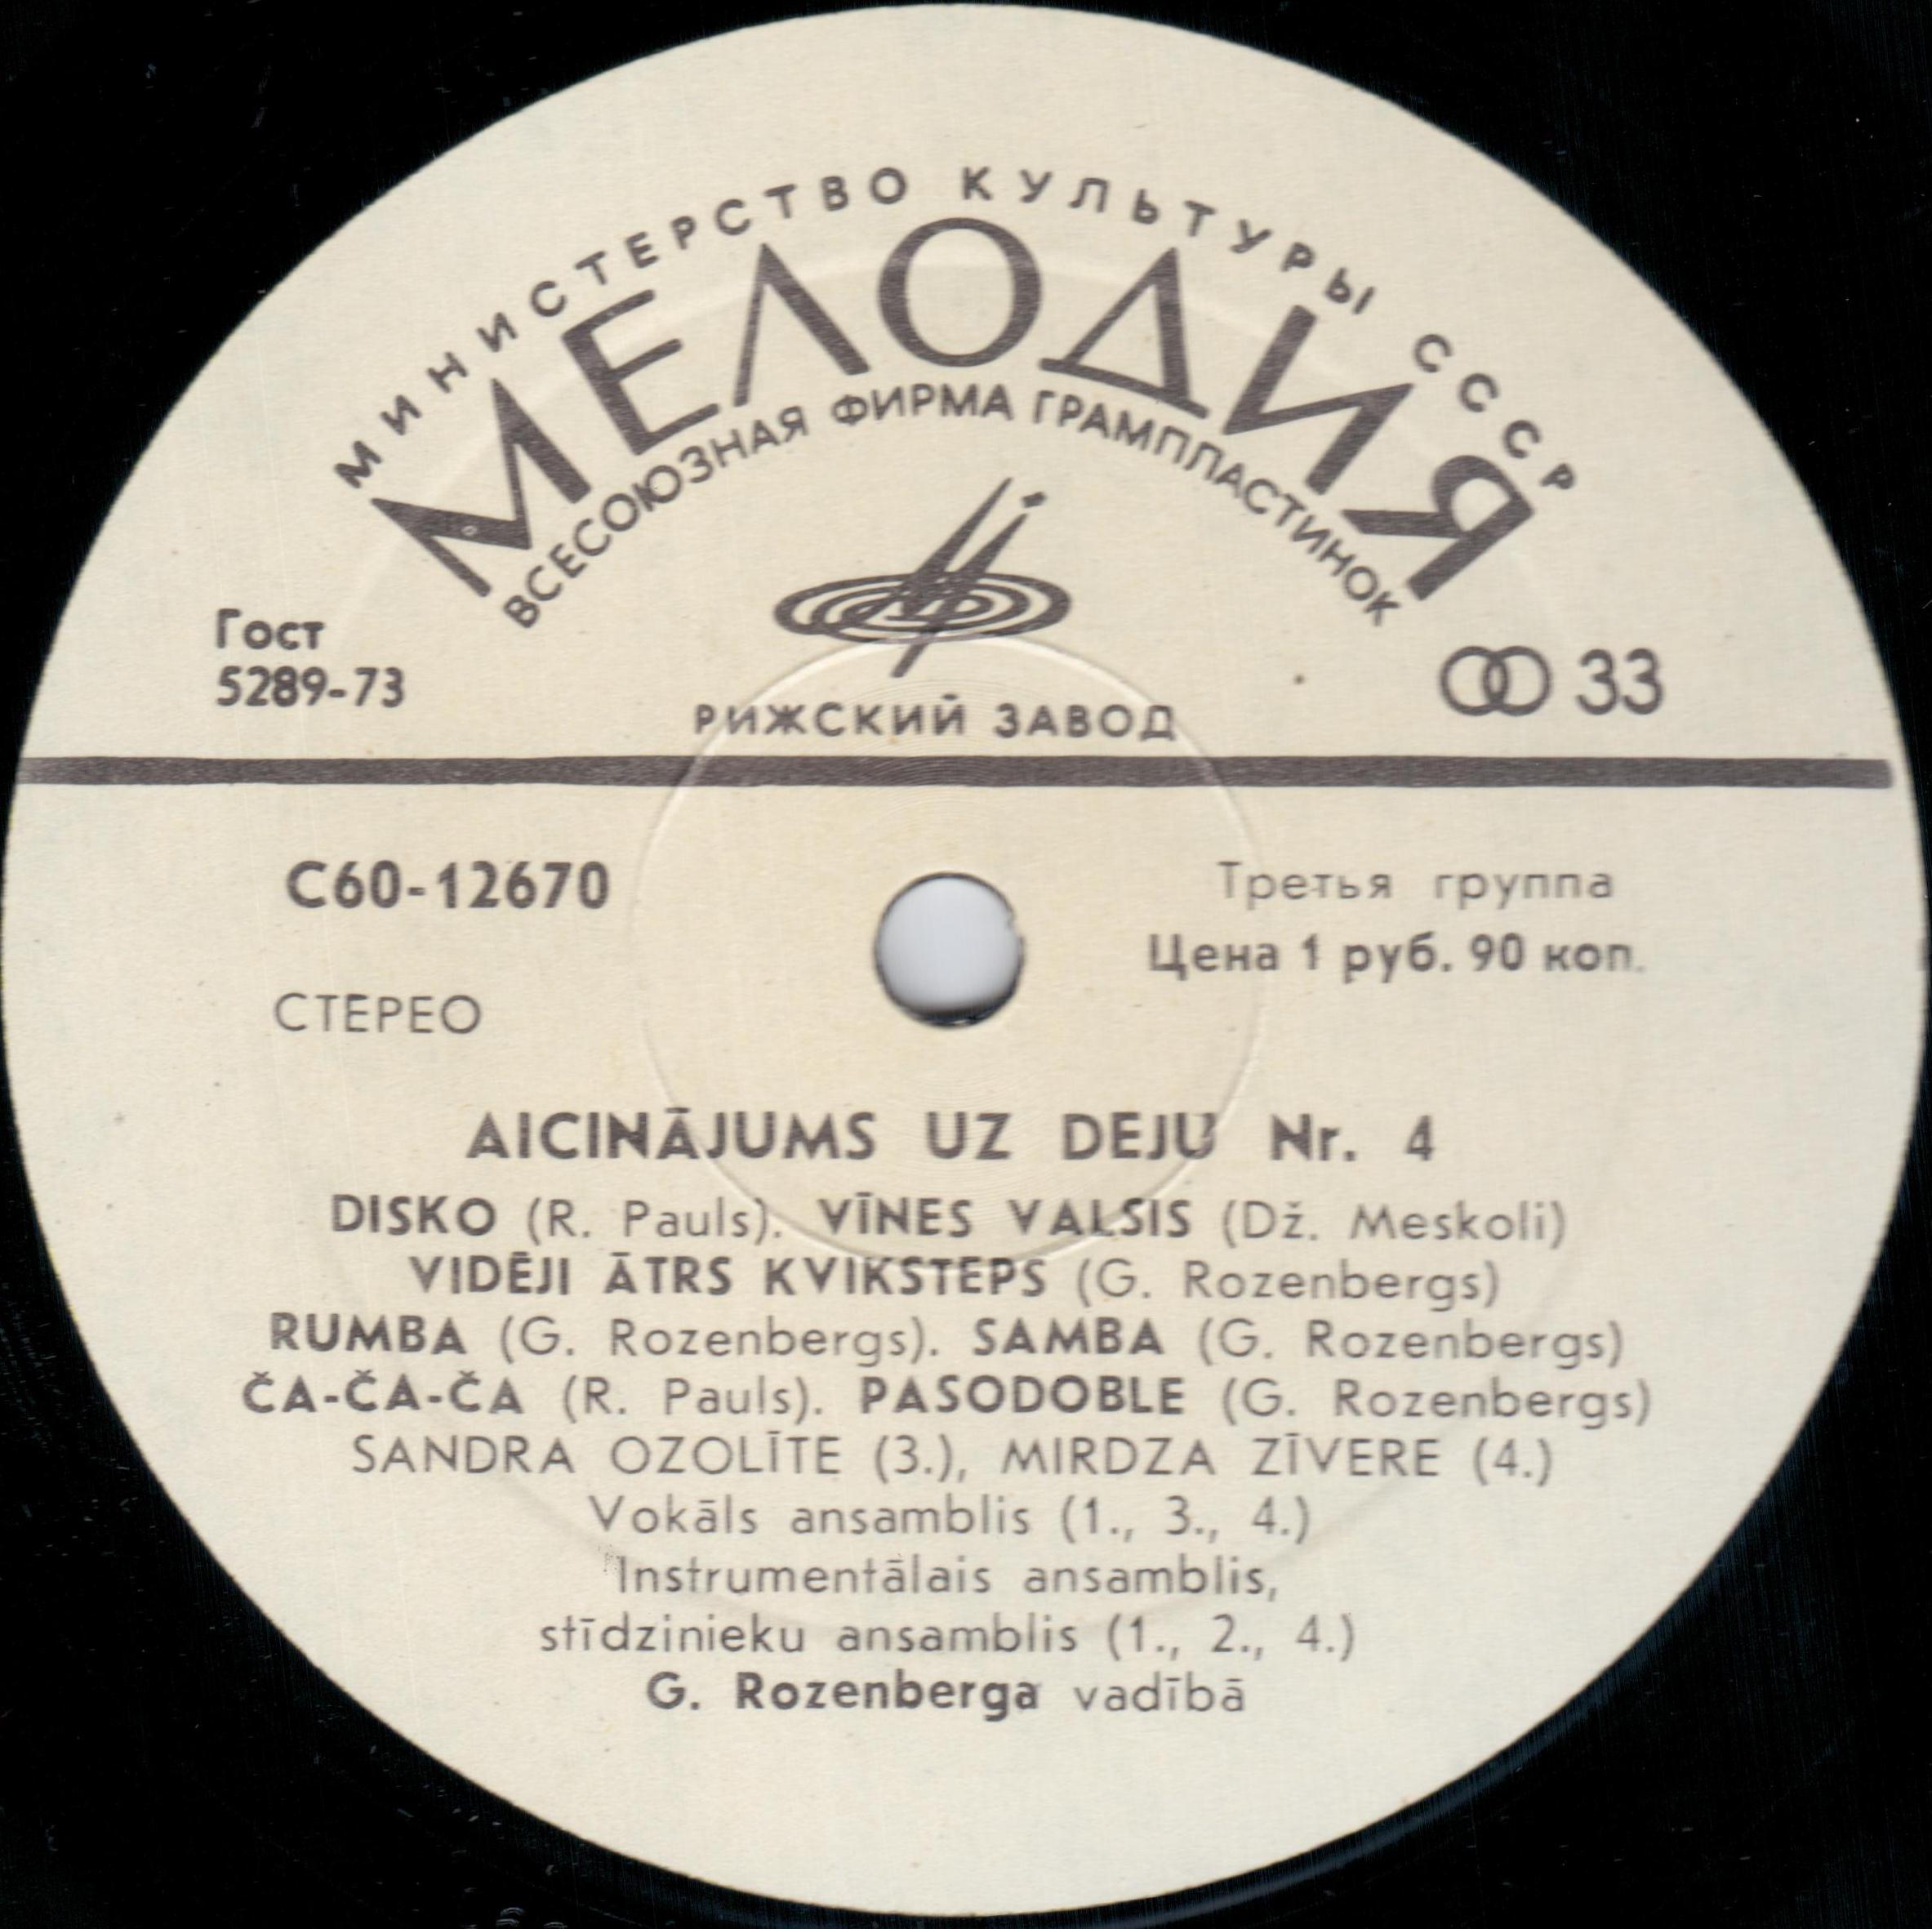 МИНИСТЕРСТВО КУЛЬТУРЫ СССР
МЕЛОДИЯ
ВСЕСОЮЗНАЯ ФИРМА ГРАМПЛАСТИНОК
Гост
5289-73
33
РИЖСКИЙ ЗАВОД
С60-12670
Третья группа
Цена 1 руб. 90 коп.
СТЕРЕО
AICINĀJUMS UZ DEJU Nr. 4
DISKO (R. Pauls). VĪNES VALSIS (Dž. Meskoli)
VIDĒJI ĀTRS KVIKSTEPS (G. Rozenbergs)
RUMBA (G. Rozenbergs). SAMBA (G. Rozenbergs)
ČA-ČA-ČA (R. Pauls). PASODOBLE (G. Rozenbergs)
SANDRA OZOLĪTE (3.), MIRDZA ZĪVERE (4.)
Vokāls ansamblis (1., 3., 4.)
Instrumentālais ansamblis,
stīdzinieku ansamblis (1., 2., 4.)
G. Rozenberga vadībā